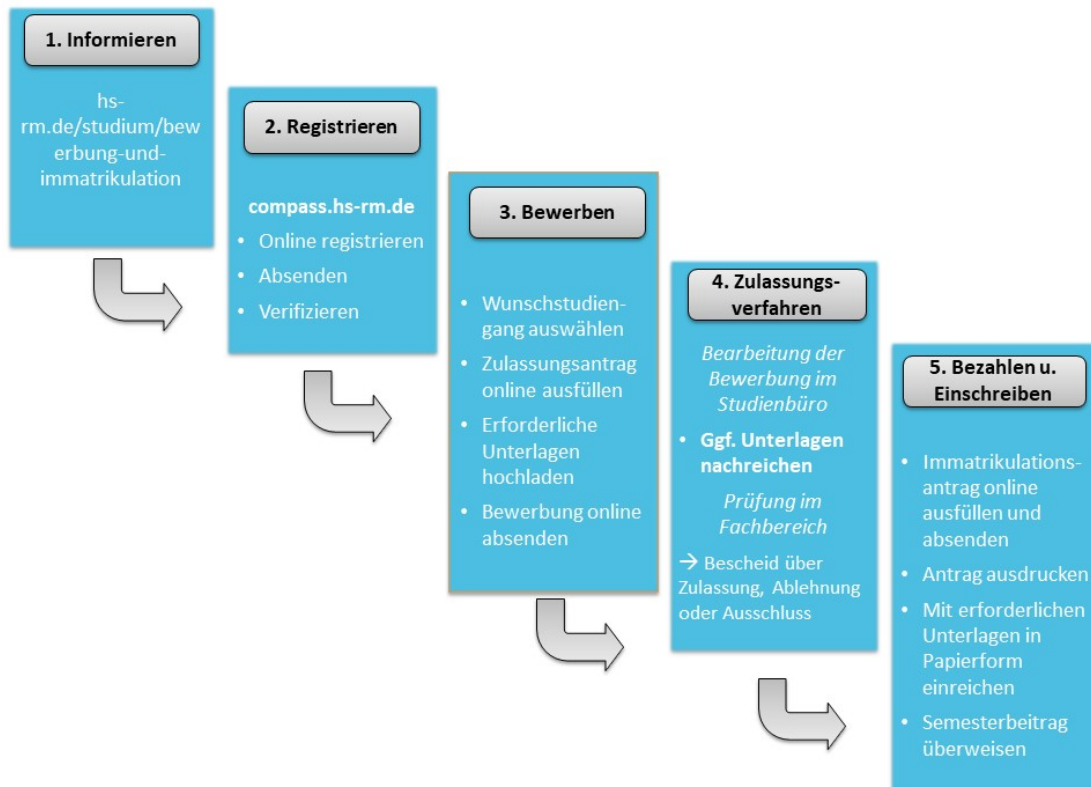 1. Informieren
hs-
rm.de/studium/bew
erbung-und-
immatrikulation
2. Registrieren
compass.hs-rm.de
• Online registrieren
• Absenden
• Verifizieren
3. Bewerben
• Wunschstudien-
gang auswählen
• Zulassungsantrag
online ausfüllen
• Erforderliche
Unterlagen
hochladen
• Bewerbung online
absenden
4. Zulassungs-
verfahren
Bearbeitung der
Bewerbung im
Studienbüro
• Ggf. Unterlagen
nachreichen
Prüfung im
Fachbereich
→ Bescheid über
Zulassung, Ablehnung
oder Ausschluss
5. Bezahlen u.
Einschreiben
• Immatrikulations-
antrag online
ausfüllen und
absenden
• Antrag ausdrucken
• Mit erforderlichen
Unterlagen in
Papierform
einreichen
• Semesterbeitrag
überweisen